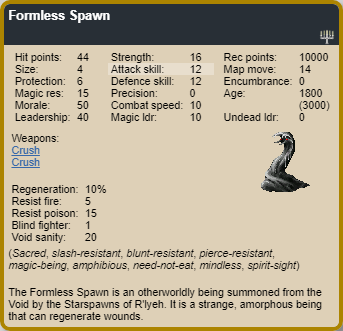 Formless Spawn
Hit points: 44 Strength: 16 Rec points: 10000
Size: 4 Attack skill: 12 Map move: 14
Protection: 6 Defence skill: 12 Encumbrance: 0
Magic res: 15 Precision: 0 Age: 1800
Morale: 50 Combat speed: 10 (3000)
Leadership: 40 Magic ldr: 10 Undead ldr: 0
Weapons:
Crush
Crush
Regeneration: 10%
Resist fire: 5
Resist poison: 15
Blind fighter: 1
Void sanity: 20
(Sacred, slash-resistant, blunt-resistant, pierce-resistant,
magic-being, amphibious, need-not-eat, mindless, spirit-sight)
The Formless Spawn is an otherworldly being summoned from the
Void by the Starspawns of R'lyeh. It is a strange, amorphous being
that can regenerate wounds.